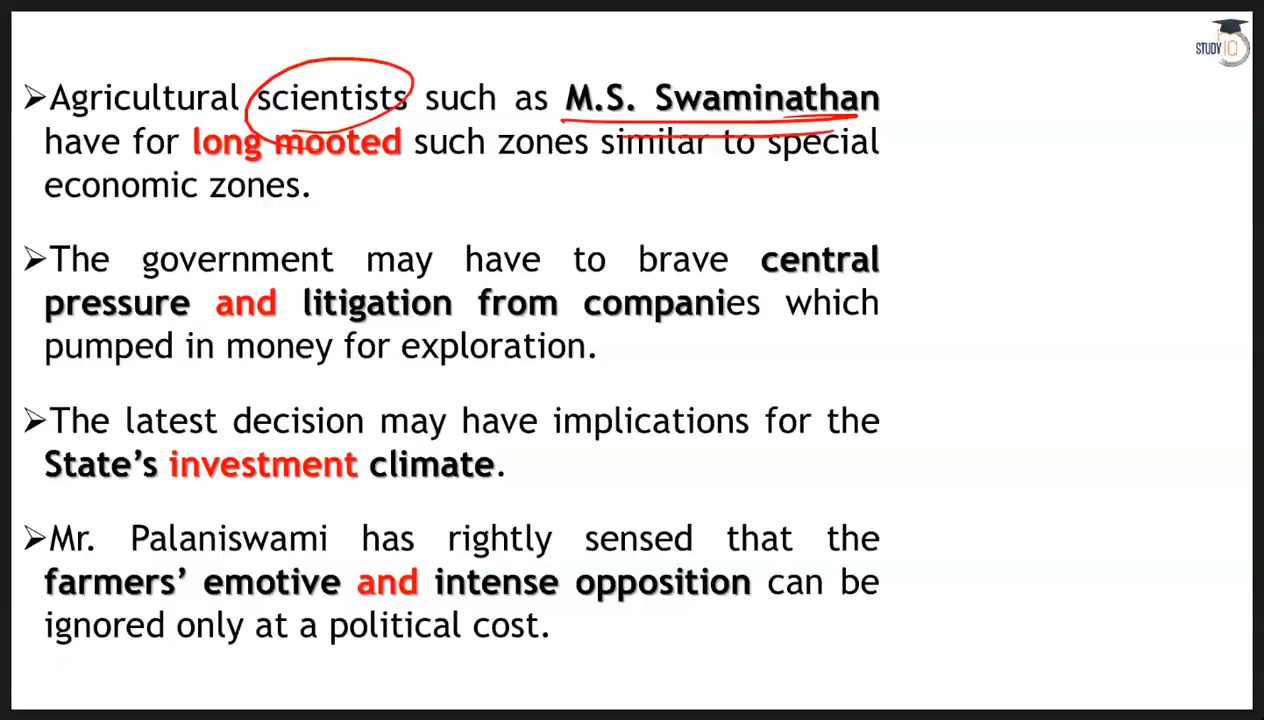 STUDY IQ
➢Agricultural scientists such as M.S. Swaminathan
have for long mooted such zones similar to special
economic zones.
➢The government may have to brave central
pressure and litigation from companies which
pumped in money for exploration.
➢The latest decision may have implications for the
State’s investment climate.
➢Mr. Palaniswami has rightly sensed that the
farmers’ emotive and intense opposition can be
ignored only at a political cost.